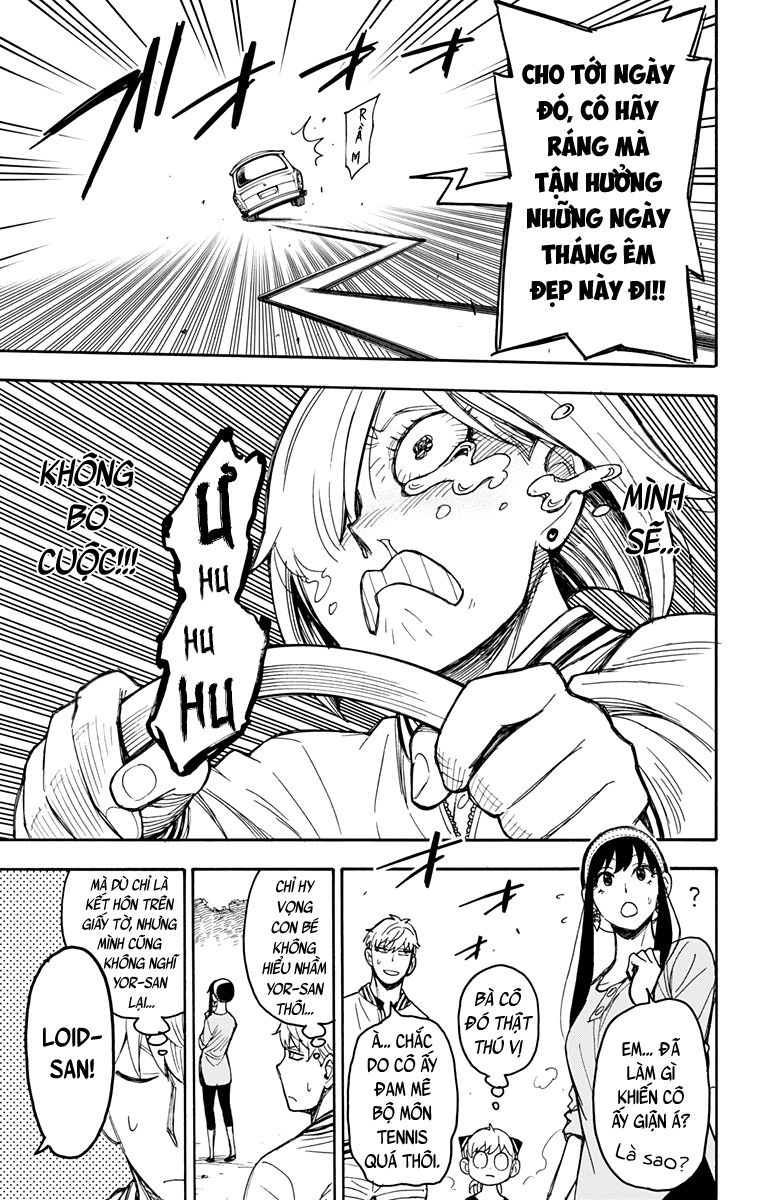 CHO TỚI NGÀY
ĐÓ, CÔ HÃY
RÁNG MÀ
TẬN HƯỞNG
NHỮNG NGÀY
THÁNG ÊM
ĐẸP NÀY ĐI!!
RẦM
MÌNH
SẼ...
Ư
HU
HU
HU
KHÔNG
BỎ
CUỘC!!!
?
EM... ĐÃ
LÀM GÌ
KHIẾN CÔ
ẤY GIẬN Á?
Là sao?
BÀ CÔ
ĐÓ THẬT
THÚ VỊ
À... CHẮC
DO CÔ ẤY
ĐAM MÊ
BỘ MÔN
TENNIS
QUÁ THÔI.
CHỈ HY
VỌNG
CON BÉ
KHÔNG
HIỂU NHẦM
YOR-SAN
THÔI...
MÀ DÙ CHỈ LÀ
KẾT HÔN TRÊN
GIẤY TỜ, NHƯNG
MÌNH CŨNG
KHÔNG NGHĨ
YOR-SAN
LẠI...
LOID-
SAN!